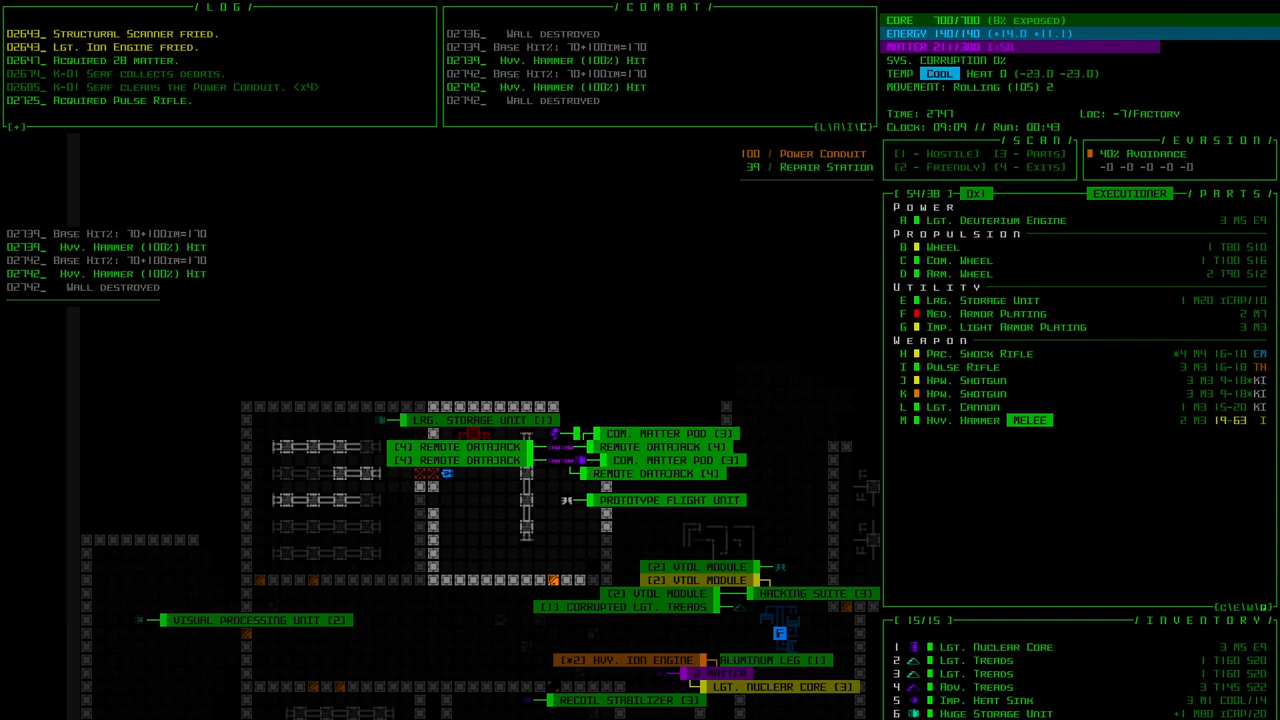 / L O G /
02643_ Structural Scanner fried.
02643_ Lgt. Ion Engine fried.
02647_ Acquired 28 matter.
02674_ K-01 Serf collects debris.
02685_ K-01 Serf cleans the Power Conduit. <x4>
02725_ Acquired Pulse Rifle.
[+]
/ C O M B A T /
02736_ Wall destroyed
02739_ Base Hit%: 70+100im=170
02739_ Hvy. Hammer (100%) Hit
02742_ Base Hit%: 70+100im=170
02742_ Hvy. Hammer (100%) Hit
02742_ Wall destroyed
(L\A\I\C)
CORE 700/700 (8% exposed)
ENERGY 140/140 (+14.0 +11.1)
MATTER 211/300 I:50
SYS. CORRUPTION 0%
TEMP Cool Heat 0 (-23.0 -23.0)
MOVEMENT: Rolling (105) 2
Time: 2747 Loc: -7/Factory
Clock: 09:09 // Run: 00:43
/ S C A N \
[1 - Hostile] [3 - Parts]
[2 - Friendly] [4 - Exits]
/ E V A S I O N \
40% Avoidance
-0 -0 -0 -0 -0
100 / Power Conduit
39 / Repair Station
02739_ Base Hit%: 70+100im=170
02739_ Hvy. Hammer (100%) Hit
02742_ Base Hit%: 70+100im=170
02742_ Hvy. Hammer (100%) Hit
02742_ Wall destroyed
[ 54/38 ] 0x1 EXECUTIONER / P A R T S \
P o w e r
A Lgt. Deuterium Engine 3 M5 E9
P r o p u l s i o n
B Wheel 1 T80 S10
C Com. Wheel 1 T100 S16
D Arm. Wheel 2 T90 S12
U t i l i t y
E Lrg. Storage Unit 1 M20 iCAP/10
F Med. Armor Plating 2 M7
G Imp. Light Armor Plating 3 M3
W e a p o n
H Prc. Shock Rifle *4 M4 16-18 EM
I Pulse Rifle 3 M3 16-18 TH
J Hpw. Shotgun 3 M3 9-18*KI
K Hpw. Shotgun 3 M3 9-18*KI
L Lgt. Cannon 1 M3 15-20 KI
M Hvy. Hammer MELEE 2 M3 19-63 I
(C\E\W\Q)
LRG. STORAGE UNIT [1]
COM. MATTER POD [3]
[4] REMOTE DATAJACK
REMOTE DATAJACK [4]
[4] REMOTE DATAJACK
COM. MATTER POD [3]
REMOTE DATAJACK [4]
PROTOTYPE FLIGHT UNIT
[2] VTOL MODULE
[2] VTOL MODULE
[2] VTOL MODULE
HACKING SUITE [3]
[1] CORRUPTED LGT. TREADS
VISUAL PROCESSING UNIT [2]
F
[*2] HVY. ION ENGINE
ALUMINUM LEG [1]
2 MATTER
LGT. NUCLEAR CORE [3]
RECOIL STABILIZER [3]
[ 15/15 ] / I N V E N T O R Y \
1 Lgt. Nuclear Core 3 M5 E9
2 Lgt. Treads 1 T160 S20
3 Lgt. Treads 1 T160 S20
4 Adv. Treads 3 T145 S22
5 Imp. Heat Sink 3 M1 COOL/14
6 Huge Storage Unit +1 M80 iCAP/20